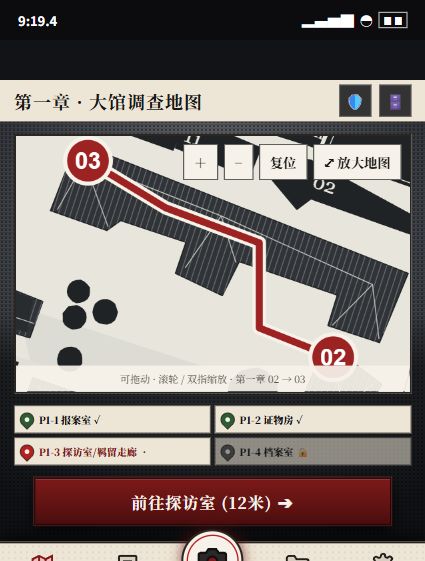 9:19.4
第一章 · 大馆调查地图
11
+
−
复位
⤢ 放大地图
02
03
02
可拖动 · 滚轮 / 双指缩放 · 第一章 02 → 03
P1-1 报案室 √
P1-2 证物房 √
P1-3 探访室/羁留走廊 ·
P1-4 档案室
前往探访室 (12米) ➔